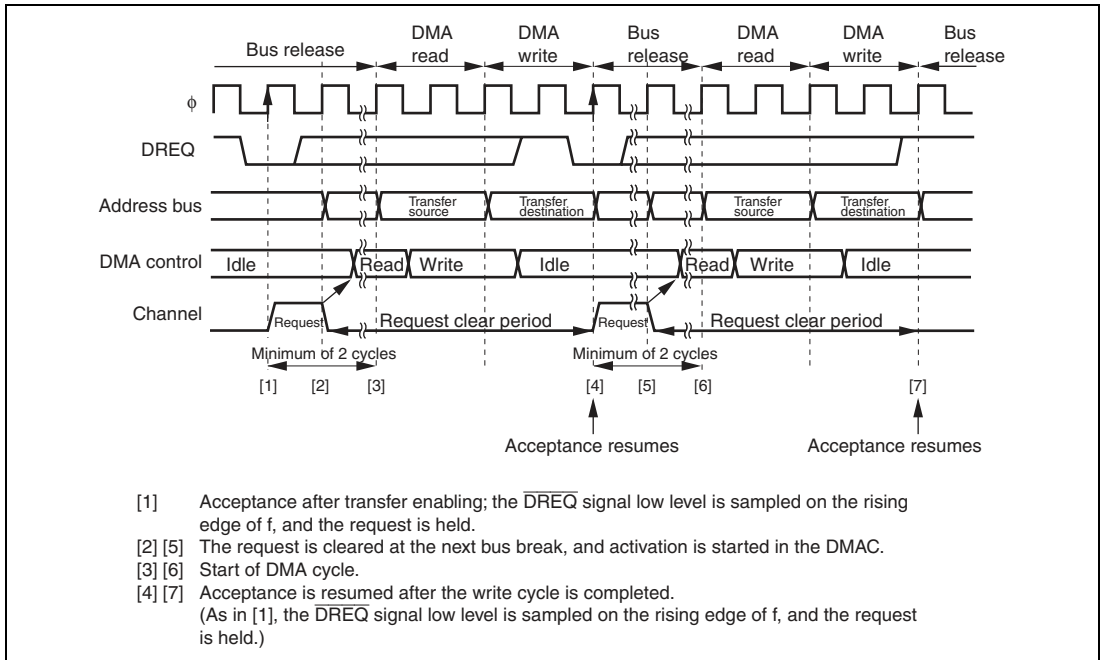 Bus release
DMA read
DMA write
Bus release
DMA read
DMA write
Bus release
ϕ
DREQ
Address bus
Transfer source
Transfer destination
Transfer source
Transfer destination
DMA control
Idle
Read
Write
Idle
Read
Write
Idle
Channel
Request
Request clear period
Request
Request clear period
Minimum of 2 cycles
Minimum of 2 cycles
[1]
[2]
[3]
[4]
[5]
[6]
[7]
Acceptance resumes
Acceptance resumes
[1] Acceptance after transfer enabling; the DREQ signal low level is sampled on the rising
edge of f, and the request is held.
[2] [5] The request is cleared at the next bus break, and activation is started in the DMAC.
[3] [6] Start of DMA cycle.
[4] [7] Acceptance is resumed after the write cycle is completed.
(As in [1], the DREQ signal low level is sampled on the rising edge of f, and the request
is held.)